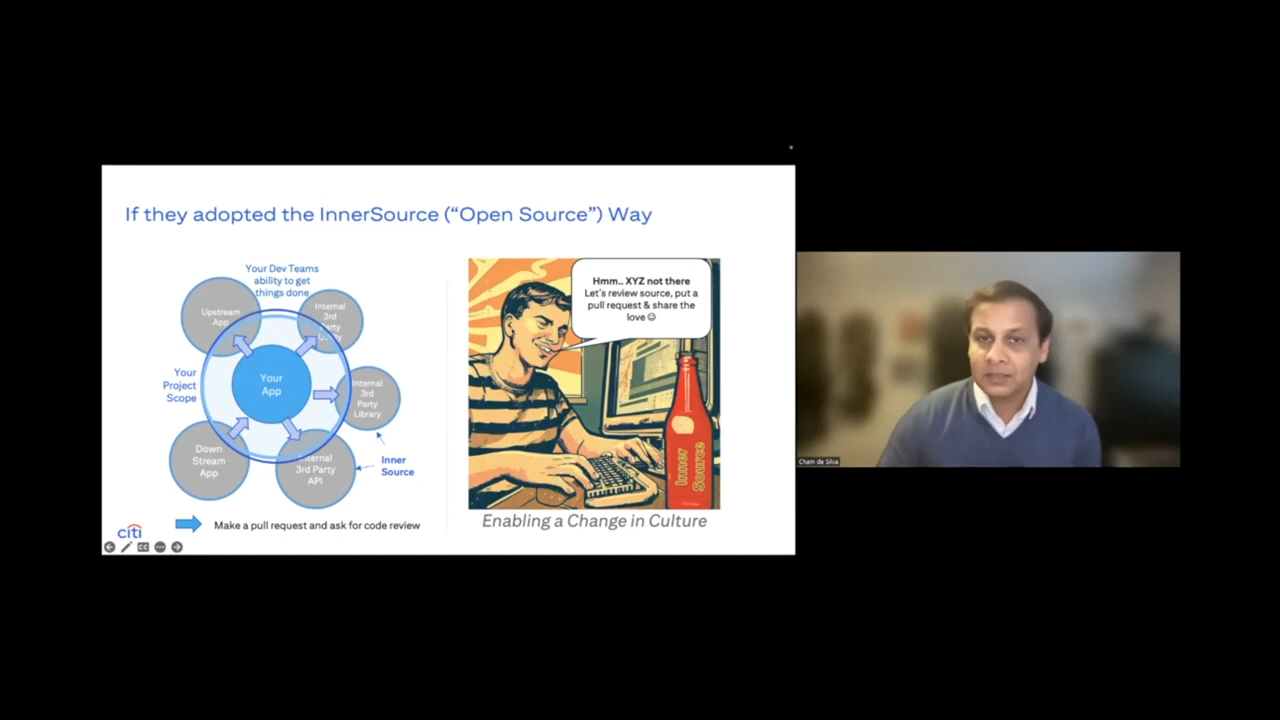 If they adopted the InnerSource (“Open Source”) Way
Your Dev Teams
ability to get
things done
Upstream
App
Internal
3rd
Party
Your
Project
Scope
Your
App
Internal
3rd
Party
Library
Down
Stream
App
Internal
3rd Party
API
Inner
Source
Make a pull request and ask for code review
citi
CC
Hmm.. XYZ not there
Let's review source, put a
pull request & share the
love☺
Inner
Source
Enabling a Change in Culture
Cham de Silva